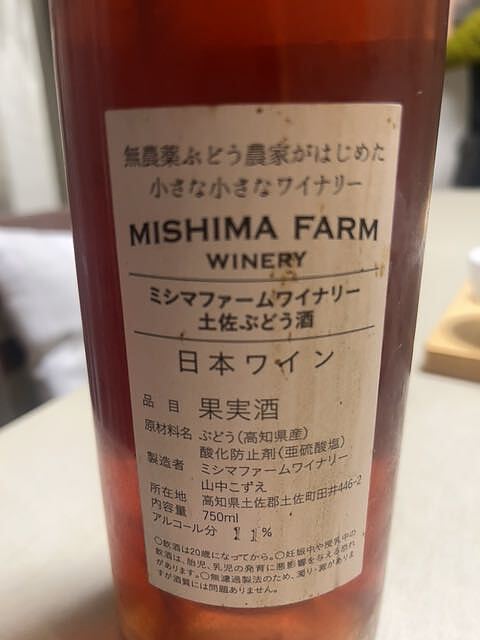 無農薬ぶどう農家がはじめた
小さな小さなワイナリー
MISHIMA FARM
WINERY
ミシマファームワイナリー
土佐ぶどう酒
日本ワイン
品 目 果実酒
原材料名 ぶどう(高知県産)
酸化防止剤(亜硫酸塩)
製造者 ミシマファームワイナリー
山中こずえ
所在地 高知県土佐郡土佐町田井446-2
内容量 750ml
アルコール分 11%
○飲酒は20歳になってから。○妊娠中や授乳中の
飲酒は、胎児、乳児の発育に悪影響を与える恐れ
があります。○無濾過製法のため、濁り・澱がありま
すが酒質には問題ありません。